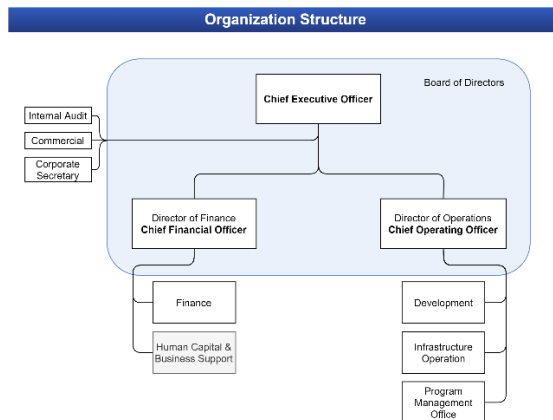 Organization Structure
Board of Directors
Chief Executive Officer
Internal Audit
Commercial
Corporate
Secretary
Director of Finance
Chief Financial Officer
Director of Operations
Chief Operating Officer
Finance
Development
Human Capital &
Business Support
Infrastructure
Operation
Program
Management
Office